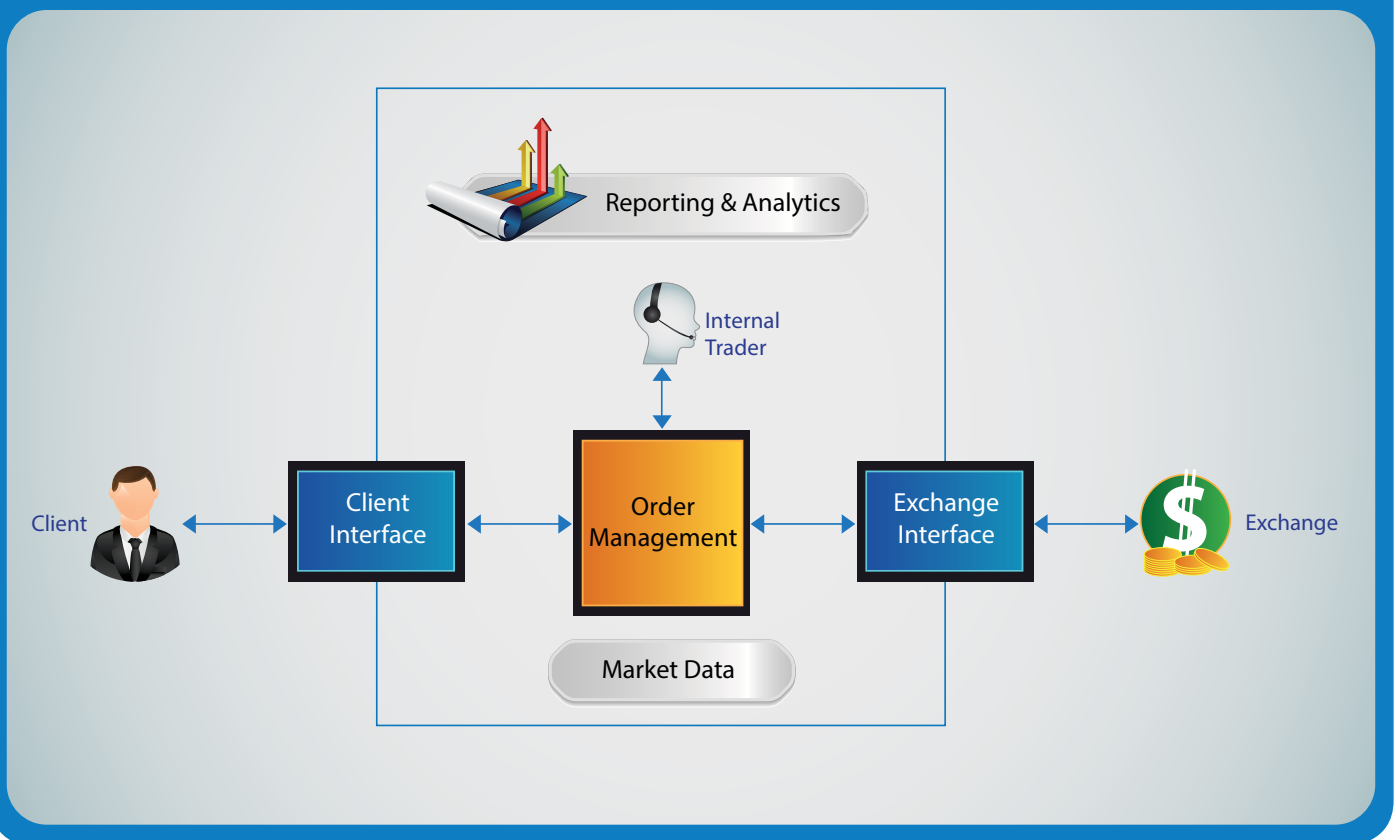 Reporting & Analytics
Internal
Trader
Client
Client
Interface
Order
Management
Exchange
Interface
Exchange
Market Data